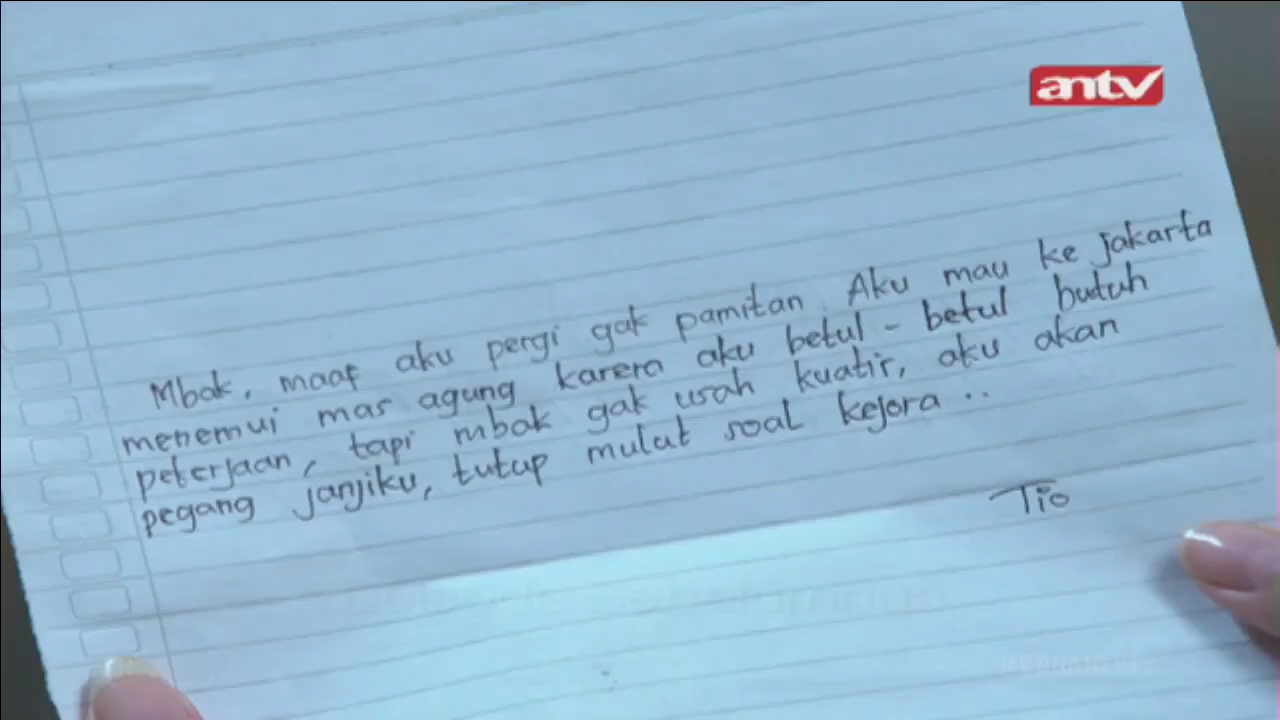 antv
Mbak, maaf aku pergi gak pamitan. Aku mau ke jakarta
menemui mas agung karera aku betul - betul butuh
pekerjaan, tapi mbak gak usah kuatir, aku akan
pegang janjiku, tutup mulut soal kejora ..
Tio